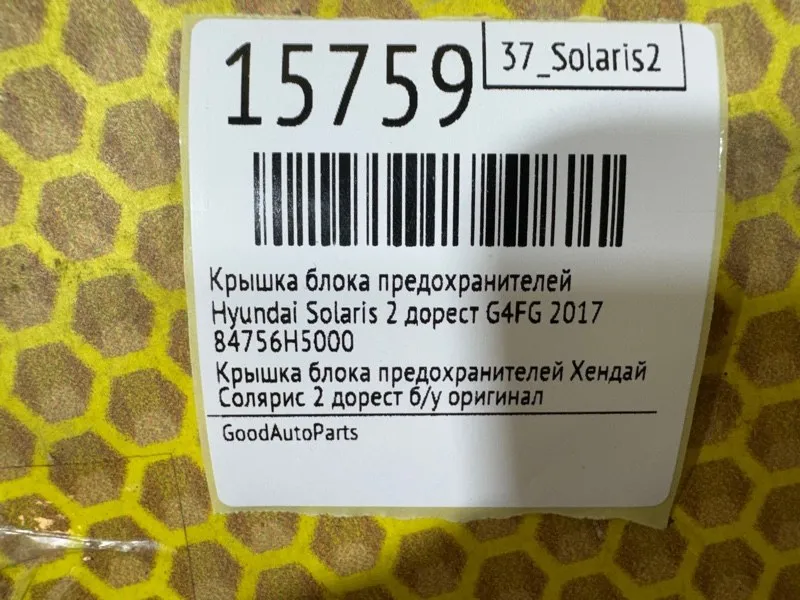 15759
37_Solaris2
Крышка блока предохранителей
Hyundai Solaris 2 дорест G4FG 2017
84756H5000
Крышка блока предохранителей Хендай
Солярис 2 дорест б/у оригинал
GoodAutoParts